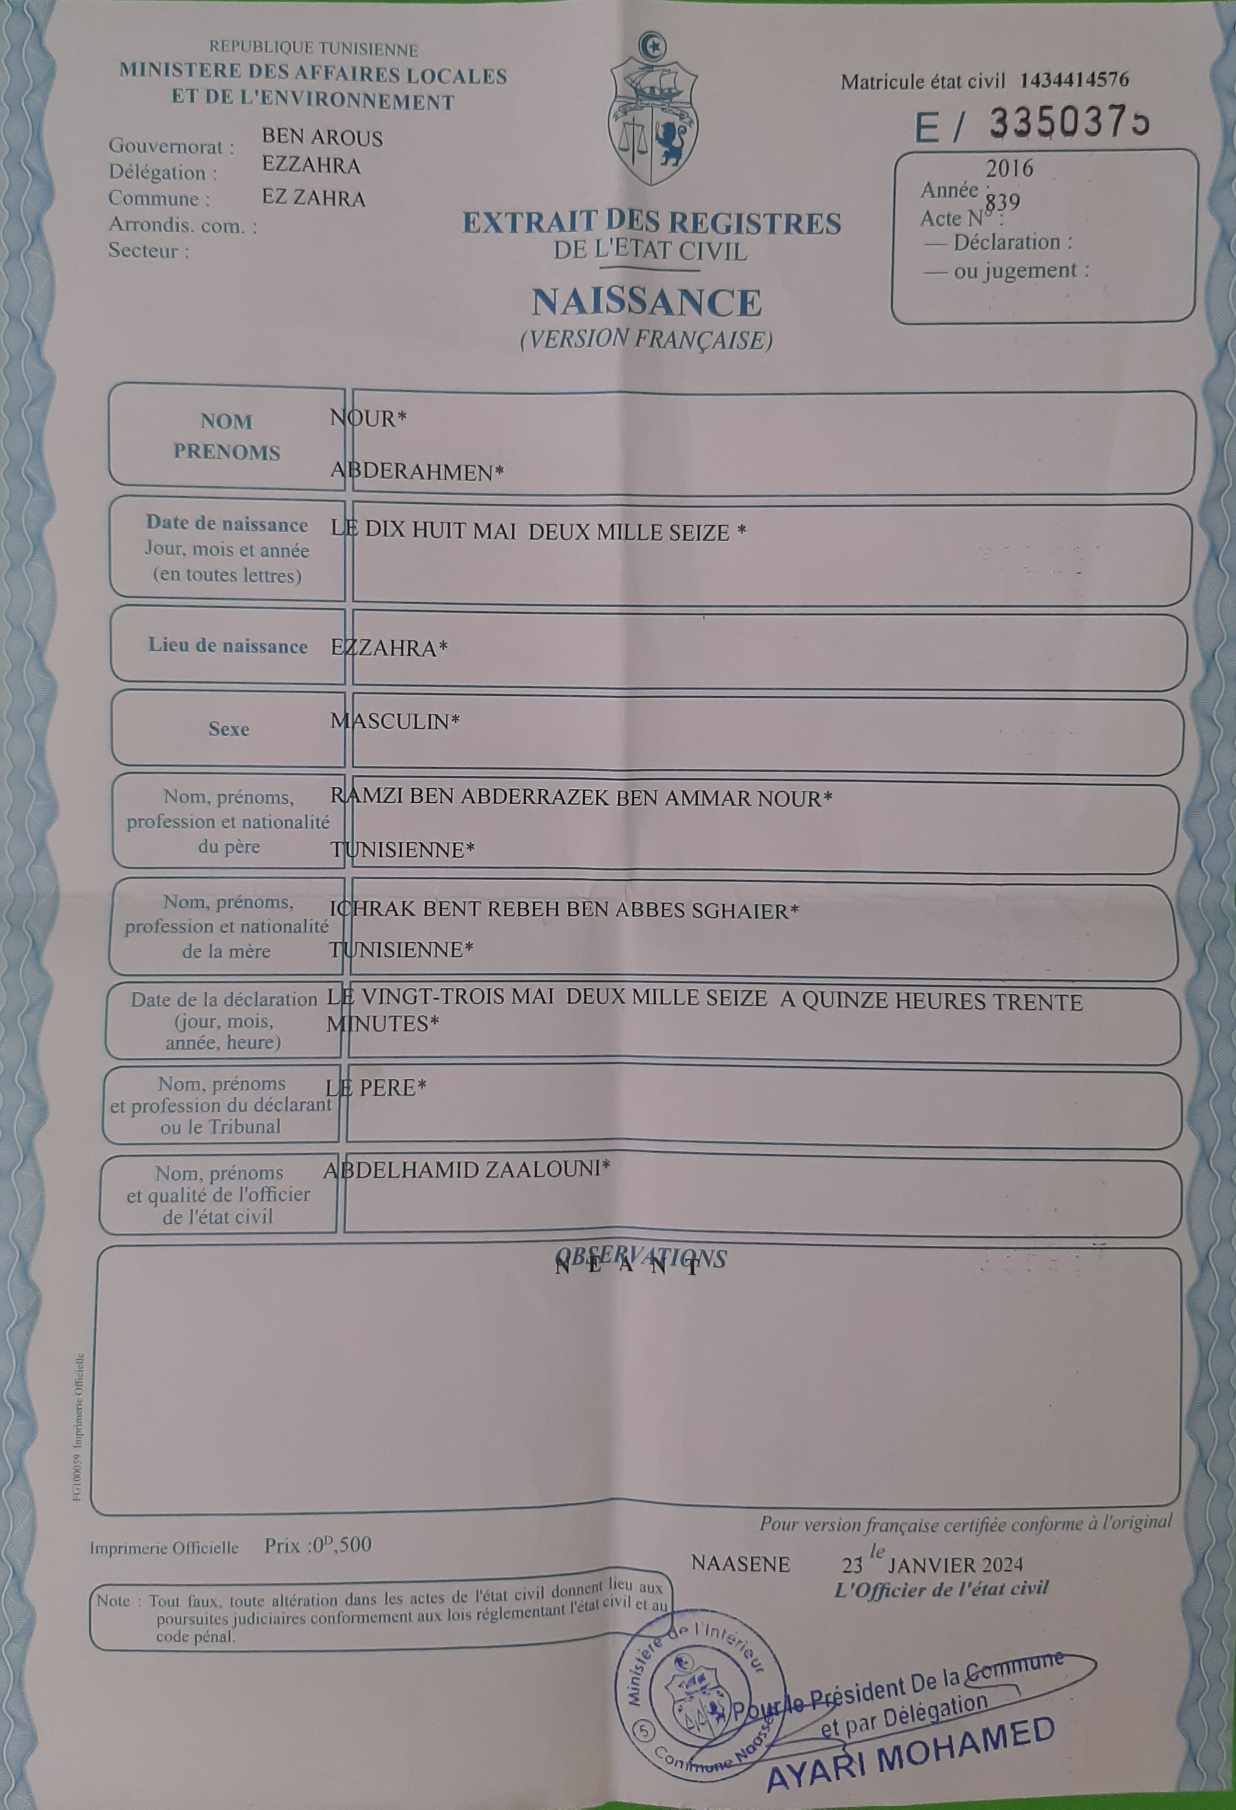 REPUBLIQUE TUNISIENNE
MINISTERE DES AFFAIRES LOCALES
ET DE L'ENVIRONNEMENT
Gouvernorat : BEN AROUS
Délégation : EZZAHRA
Commune : EZ ZAHRA
Arrondis. com. :
Secteur :
Matricule état civil 1434414576
E / 3350375
Année : 2016
Acte N° : 839
— Déclaration :
— ou jugement :
EXTRAIT DES REGISTRES
DE L'ETAT CIVIL
NAISSANCE
(VERSION FRANÇAISE)
NOM NOUR*
PRENOMS ABDERAHMEN*
Date de naissance LE DIX HUIT MAI DEUX MILLE SEIZE *
Jour, mois et année
(en toutes lettres)
Lieu de naissance EZZAHRA*
Sexe MASCULIN*
Nom, prénoms, RAMZI BEN ABDERRAZEK BEN AMMAR NOUR*
profession et nationalité
du père TUNISIENNE*
Nom, prénoms, ICHRAK BENT REBEH BEN ABBES SGHAIER*
profession et nationalité
de la mère TUNISIENNE*
Date de la déclaration LE VINGT-TROIS MAI DEUX MILLE SEIZE A QUINZE HEURES TRENTE
(jour, mois, MINUTES*
année, heure)
Nom, prénoms LE PERE*
et profession du déclarant
ou le Tribunal
Nom, prénoms ABDELHAMID ZAALOUNI*
et qualité de l'officier
de l'état civil
OBSERVATIONS
N E A N T
FG100059 Imprimerie Officielle
Pour version française certifiée conforme à l'original
Imprimerie Officielle Prix :0D,500
NAASENE 23 le JANVIER 2024
L'Officier de l'état civil
Note : Tout faux, toute altération dans les actes de l'état civil donnent lieu aux
poursuites judiciaires conformement aux lois réglementant l'état civil et au
code pénal.
Ministère de l'Intérieur
5 Commune Naassen
Pour le Président De la Commune
et par Délégation
AYARI MOHAMED